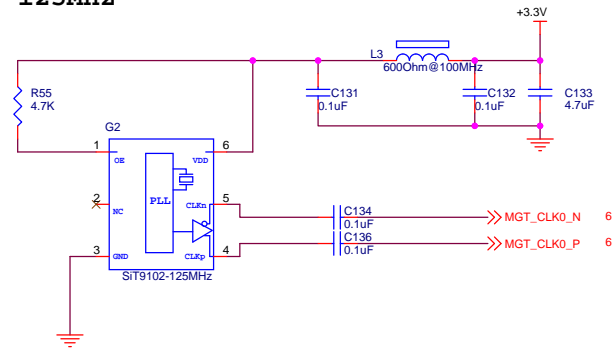 125MHz
+3.3V
L3
600Ohm@100MHz
R55
4.7K
C131
0.1uF
C132
0.1uF
C133
4.7uF
G2
1
OE
VDD
6
2
NC
PLL
CLKn
5
3
GND
CLKp
4
SiT9102-125MHz
C134
0.1uF
MGT_CLK0_N
6
C136
0.1uF
MGT_CLK0_P
6